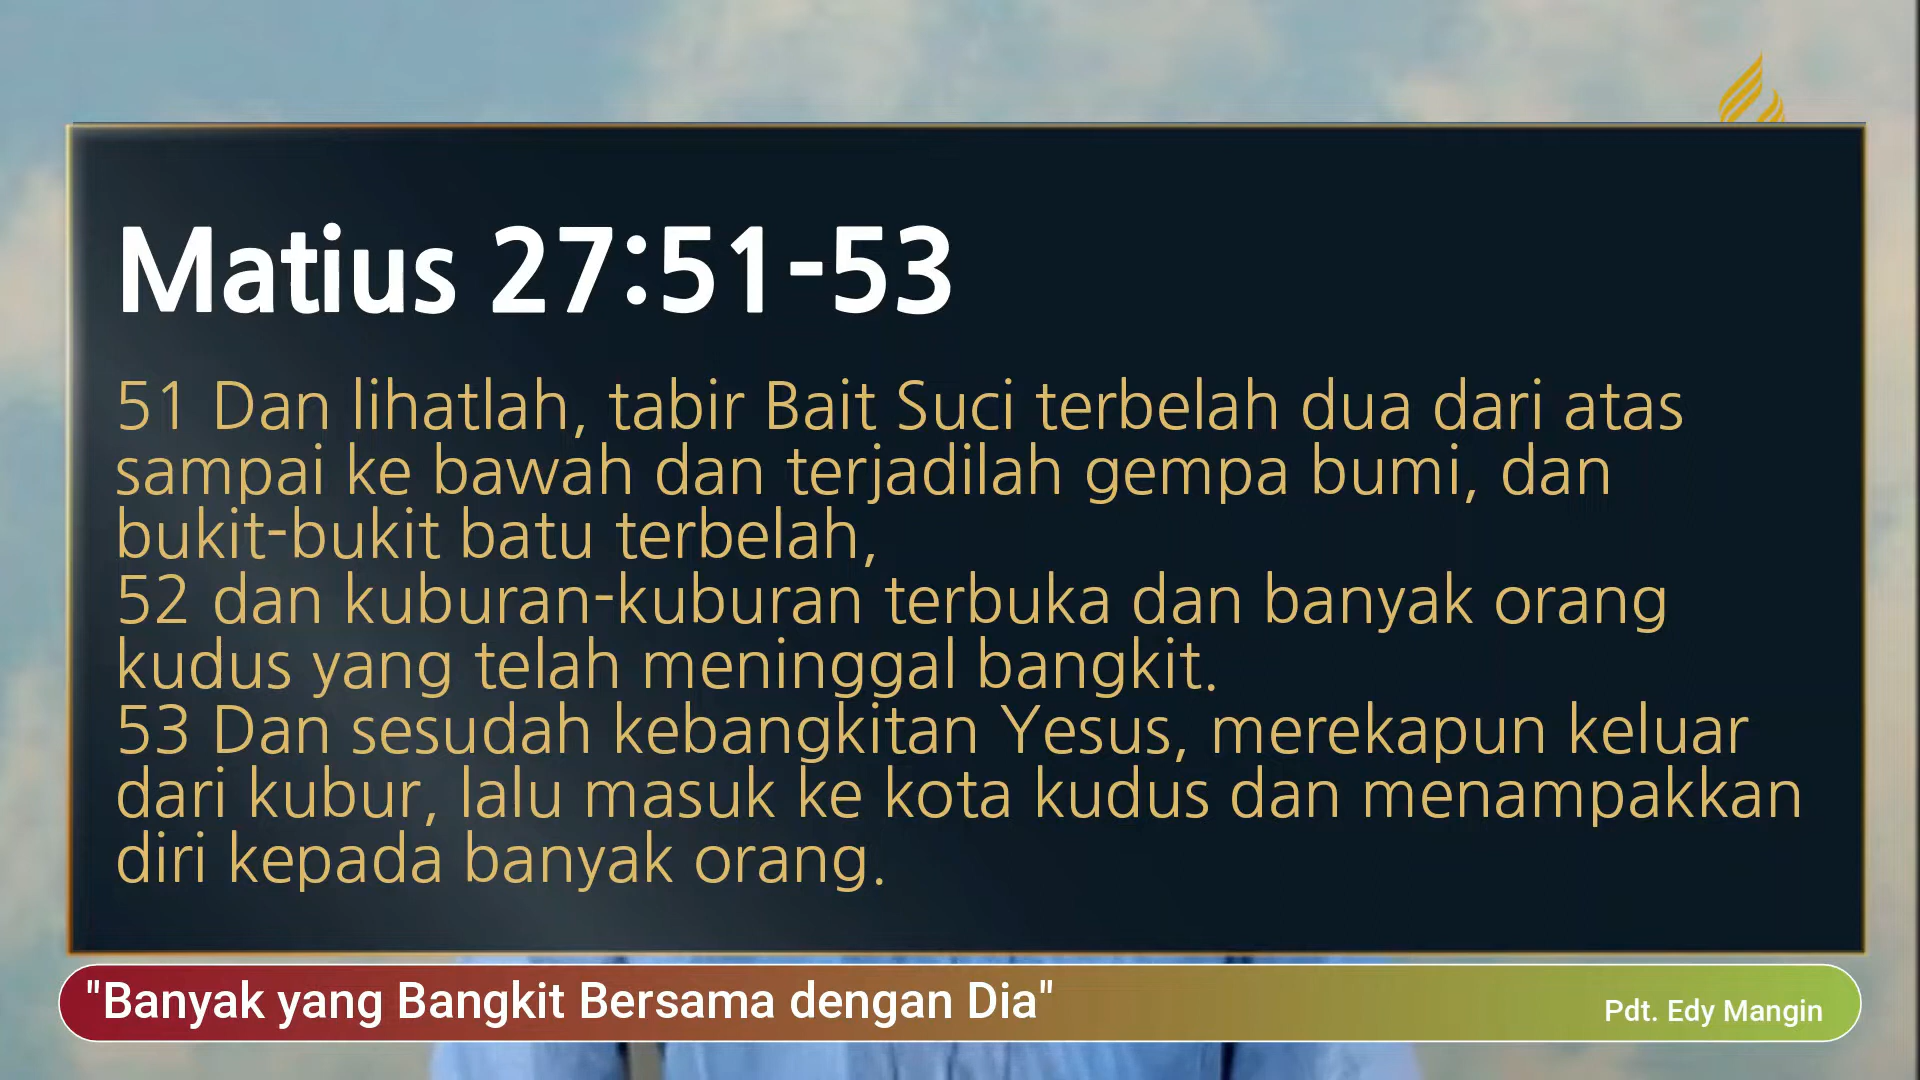 Matius 27:51-53
51 Dan lihatlah, tabir Bait Suci terbelah dua dari atas
sampai ke bawah dan terjadilah gempa bumi, dan
bukit-bukit batu terbelah,
52 dan kuburan-kuburan terbuka dan banyak orang
kudus yang telah meninggal bangkit.
53 Dan sesudah kebangkitan Yesus, merekapun keluar
dari kubur, lalu masuk ke kota kudus dan menampakkan
diri kepada banyak orang.
"Banyak yang Bangkit Bersama dengan Dia"
Pdt. Edy Mangin